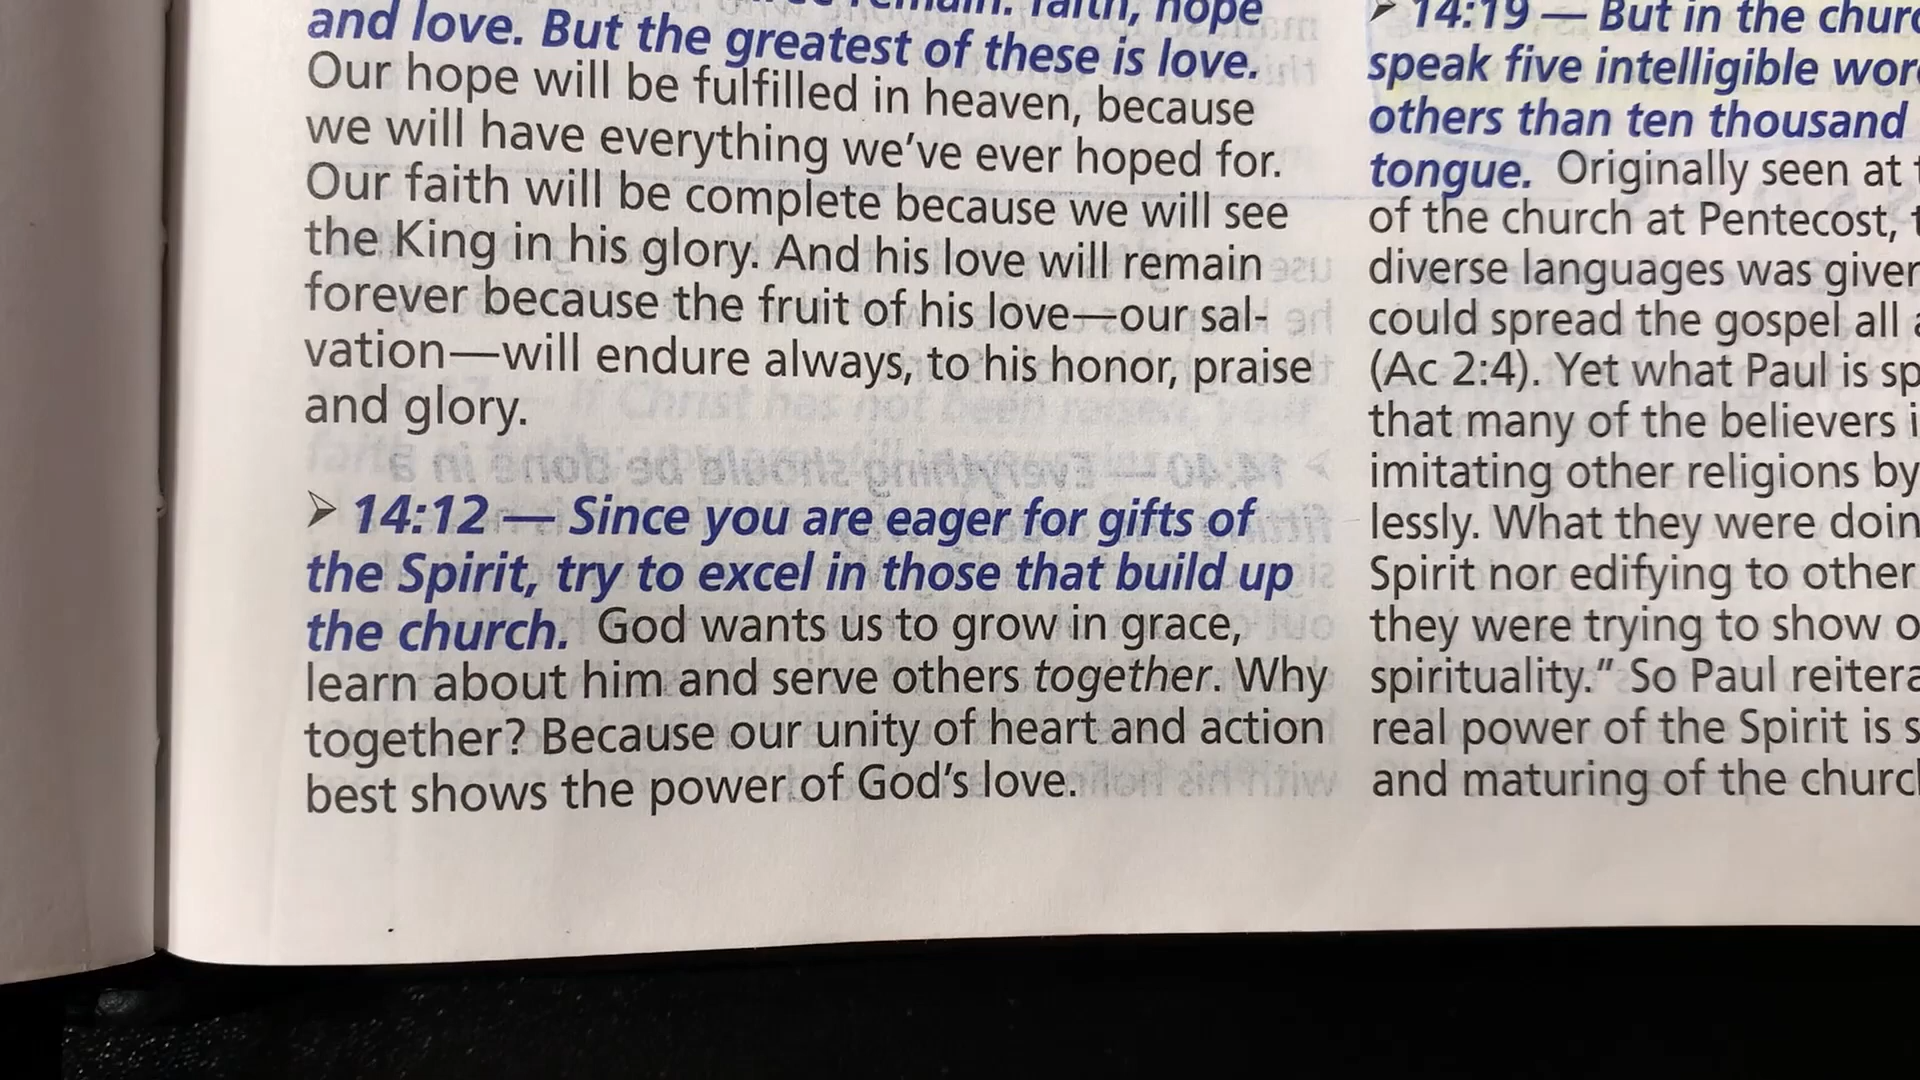 remain: faith, hope
and love. But the greatest of these is love.
Our hope will be fulfilled in heaven, because
we will have everything we've ever hoped for.
Our faith will be complete because we will see
the King in his glory. And his love will remain
forever because the fruit of his love—our sal-
vation—will endure always, to his honor, praise
and glory.
➢ 14:12 — Since you are eager for gifts of
the Spirit, try to excel in those that build up
the church. God wants us to grow in grace,
learn about him and serve others together. Why
together? Because our unity of heart and action
best shows the power of God's love.
➢ 14:19 — But in the
speak five intelligible
others than ten thousand
tongue. Originally seen at
of the church at Pentecost,
diverse languages was
could spread the gospel all
(Ac 2:4). Yet what Paul is
that many of the believers
imitating other religions by
lessly. What they were
Spirit nor edifying to
they were trying to show
spirituality." So Paul
real power of the Spirit is
and maturing of the